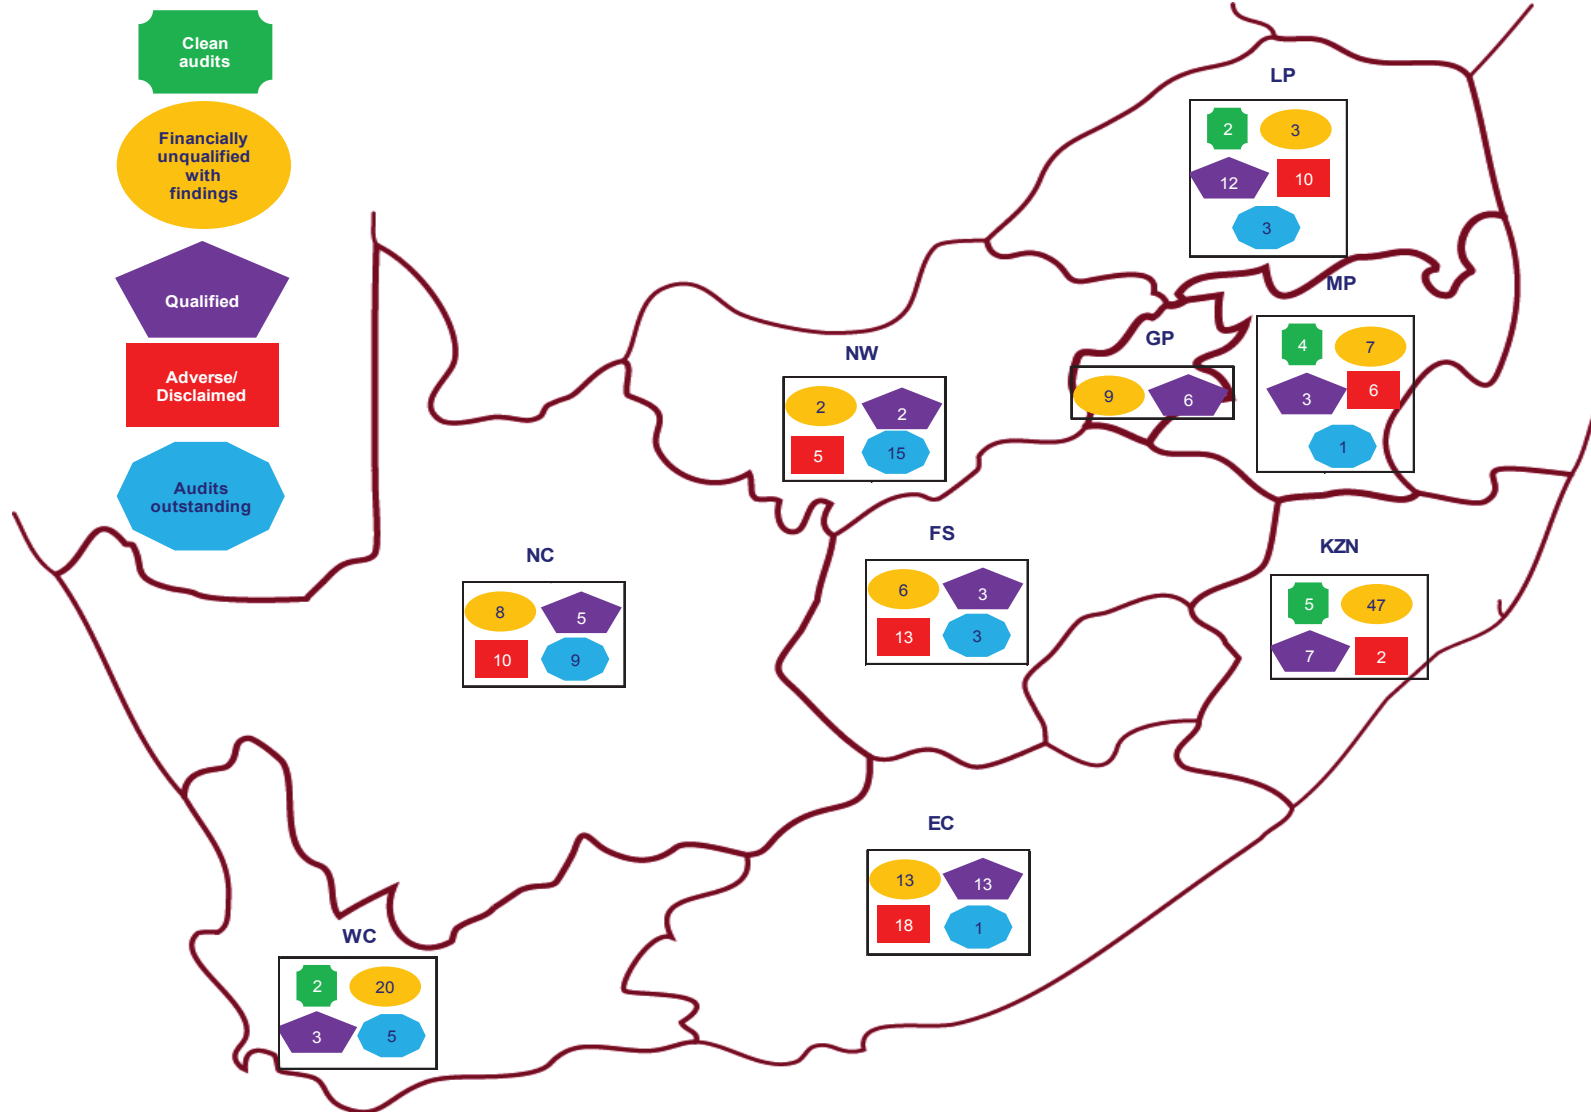 Clean
audits
Financially
unqualified
with
findings
Qualified
Adverse/
Disclaimed
Audits
outstanding
LP
2 3
12 10
3
MP
4 7
3 6
1
GP
9 6
NW
2 2
5 15
FS
6 3
13 3
KZN
5 47
7 2
NC
8 5
10 9
EC
13 13
18 1
WC
2 20
3 5